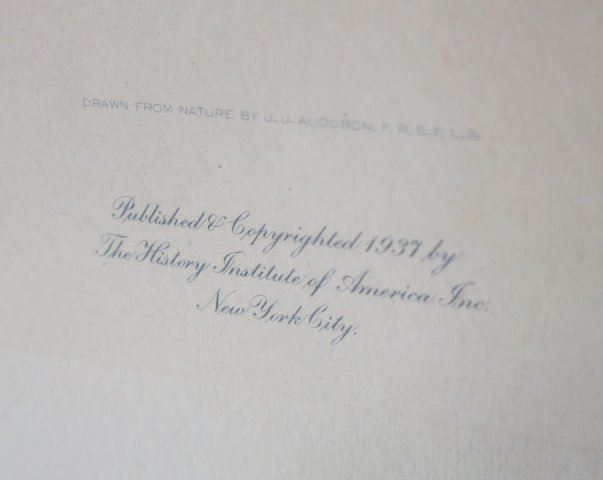 DRAWN FROM NATURE BY J. J. AUDUBON, F. R. S. F. L. S.
Published & Copyrighted 1937 by
The History Institute of America Inc.
New York City.